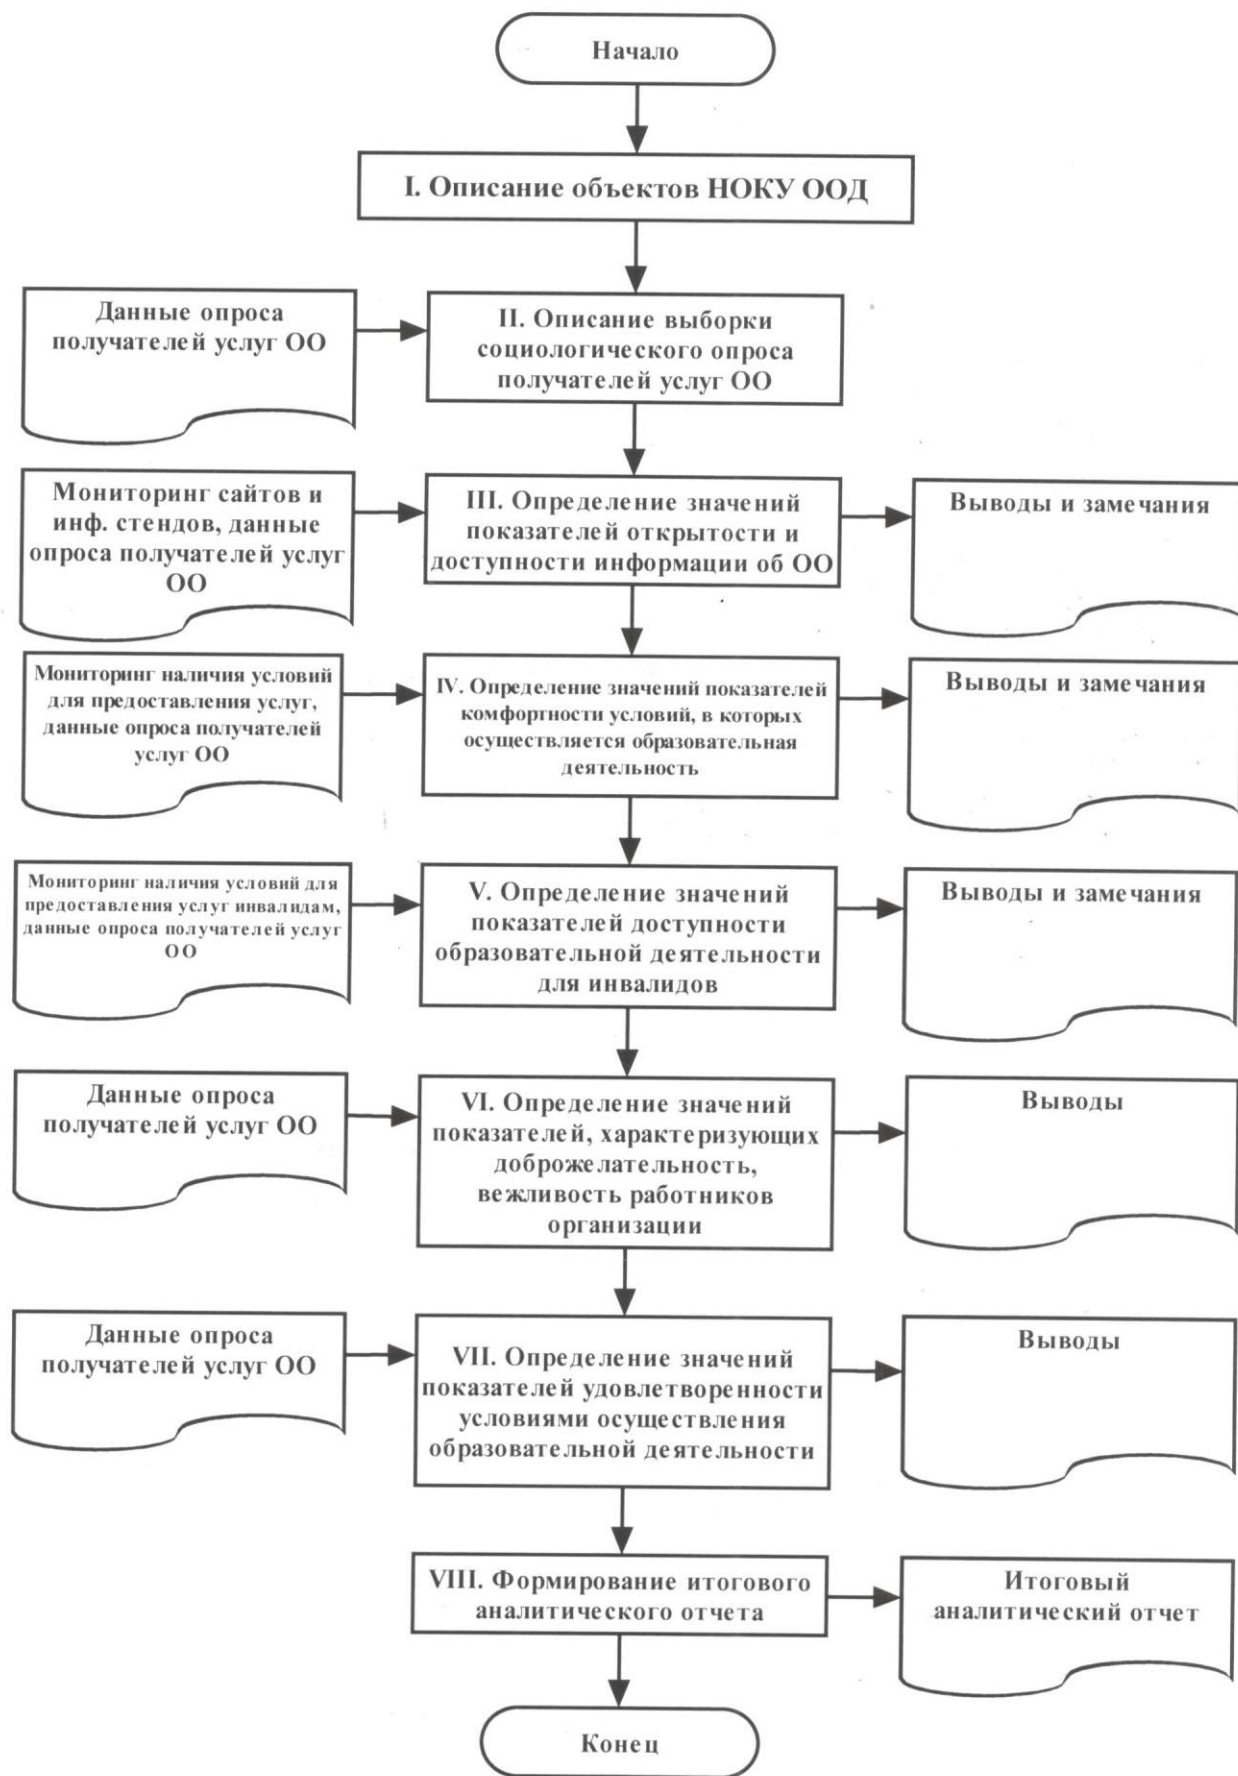 Начало
I. Описание объектов НОКУ ООД
Данные опроса
получателей услуг ОО
II. Описание выборки
социологического опроса
получателей услуг ОО
Мониторинг сайтов и
инф. стендов, данные
опроса получателей услуг
ОО
III. Определение значений
показателей открытости и
доступности информации об ОО
Выводы и замечания
Мониторинг наличия условий
для предоставления услуг,
данные опроса получателей
услуг ОО
IV. Определение значений показателей
комфортности условий, в которых
осуществляется образовательная
деятельность
Выводы и замечания
Мониторинг наличия условий для
предоставления услуг инвалидам,
данные опроса получателей услуг
ОО
V. Определение значений
показателей доступности
образовательной деятельности
для инвалидов
Выводы и замечания
Данные опроса
получателей услуг ОО
VI. Определение значений
показателей, характеризующих
доброжелательность,
вежливость работников
организации
Выводы
Данные опроса
получателей услуг ОО
VII. Определение значений
показателей удовлетворенности
условиями осуществления
образовательной деятельности
Выводы
VIII. Формирование итогового
аналитического отчета
Итоговый
аналитический отчет
Конец